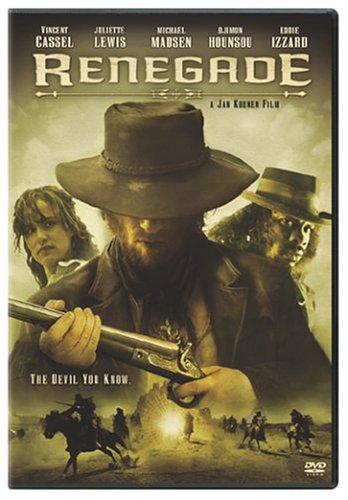 VINCENT CASSEL JULIETTE LEWIS MICHAEL MADSEN DJIMON HOUNSOU EDDIE IZZARD
RENEGADE
A JAN KOUNEN FILM
THE DEVIL YOU KNOW.
DVD
VIDEO